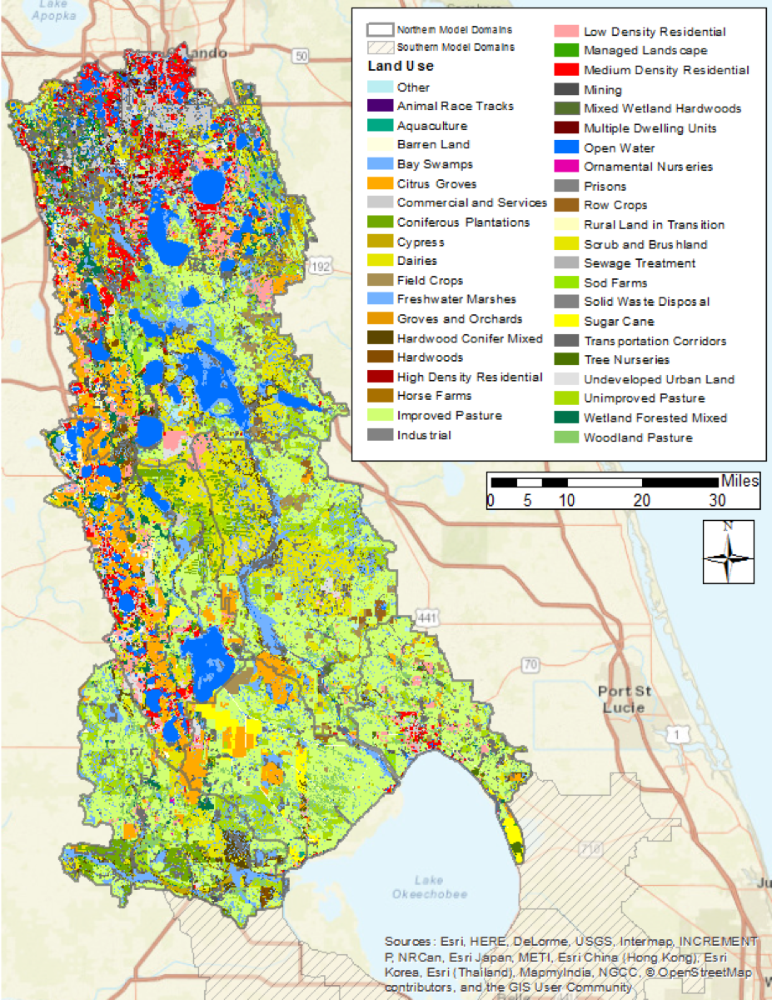 Lake
Apopka
Orlando
50
192
441
70
Port St
Lucie
1
710
Lake
Okeechobee
Ju
Northern Model Domains
Southern Model Domains
Land Use
Other
Animal Race Tracks
Aquaculture
Barren Land
Bay Swamps
Citrus Groves
Commercial and Services
Coniferous Plantations
Cypress
Dairies
Field Crops
Freshwater Marshes
Groves and Orchards
Hardwood Conifer Mixed
Hardwoods
High Density Residential
Horse Farms
Improved Pasture
Industrial
Low Density Residential
Managed Landscape
Medium Density Residential
Mining
Mixed Wetland Hardwoods
Multiple Dwelling Units
Open Water
Ornamental Nurseries
Prisons
Row Crops
Rural Land in Transition
Scrub and Brushland
Sewage Treatment
Sod Farms
Solid Waste Disposal
Sugar Cane
Transportation Corridors
Tree Nurseries
Undeveloped Urban Land
Unimproved Pasture
Wetland Forested Mixed
Woodland Pasture
Miles
0 5 10 20 30
N
Sources: Esri, HERE, DeLorme, USGS, Intermap, INCREMENT
P, NRCan, Esri Japan, METI, Esri China (Hong Kong), Esri
Korea, Esri (Thailand), MapmyIndia, NGCC, © OpenStreetMap
contributors, and the GIS User Community